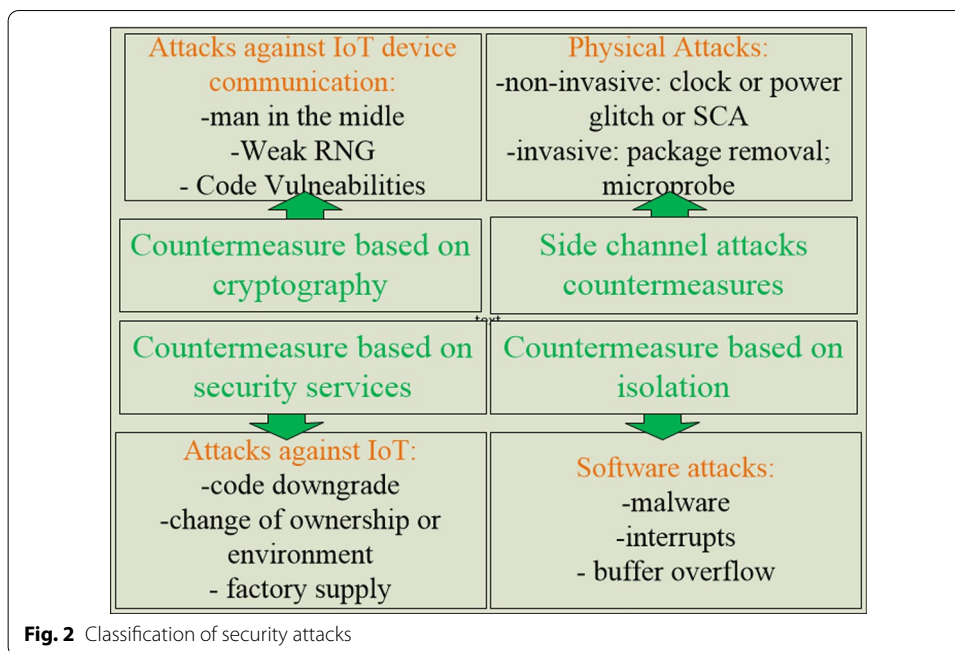 Attacks against IoT device
communication:
-man in the midle
-Weak RNG
- Code Vulneabilities
Physical Attacks:
-non-invasive: clock or power
glitch or SCA
-invasive: package removal;
microprobe
Countermeasure based on
cryptography
Side channel attacks
countermeasures
text
Countermeasure based on
security services
Countermeasure based on
isolation
Attacks against IoT:
-code downgrade
-change of ownership or
environment
- factory supply
Software attacks:
-malware
-interrupts
- buffer overflow
Fig. 2 Classification of security attacks